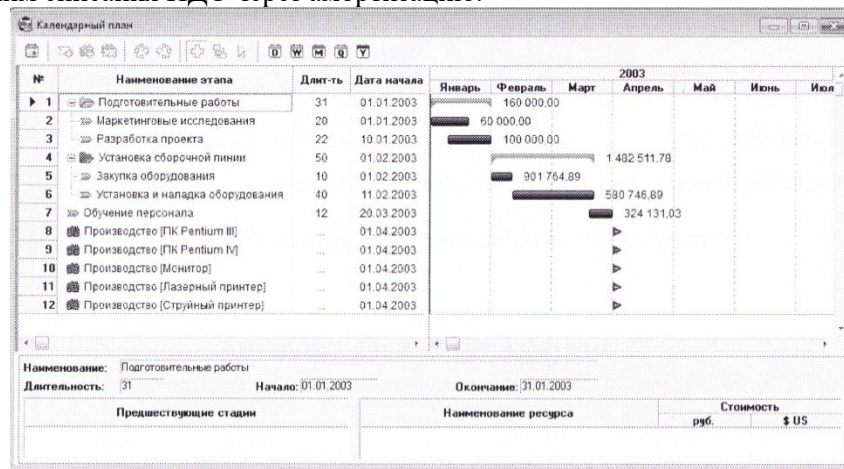 Календарный план
D W M Q Y
№ Наименование этапа Длит-ть Дата начала 2003
Январь Февраль Март Апрель Май Июнь Июл
1 Подготовительные работы 31 01.01.2003 160 000,00
2 Маркетинговые исследования 20 01.01.2003 60 000,00
3 Разработка проекта 22 10.01.2003 100 000,00
4 Установка сборочной линии 50 01.02.2003 1 482 511,78
5 Закупка оборудования 10 01.02.2003 901 764,89
6 Установка и наладка оборудования 40 11.02.2003 580 746,89
7 Обучение персонала 12 20.03.2003 324 131,03
8 Производство [ПК Pentium III] ... 01.04.2003
9 Производство [ПК Pentium IV] ... 01.04.2003
10 Производство [Монитор] ... 01.04.2003
11 Производство [Лазерный принтер] ... 01.04.2003
12 Производство [Струйный принтер] ... 01.04.2003
Наименование: Подготовительные работы
Длительность: 31 Начало: 01.01.2003 Окончание: 31.01.2003
Предшествующие стадии Наименование ресурса Стоимость
руб. $ US